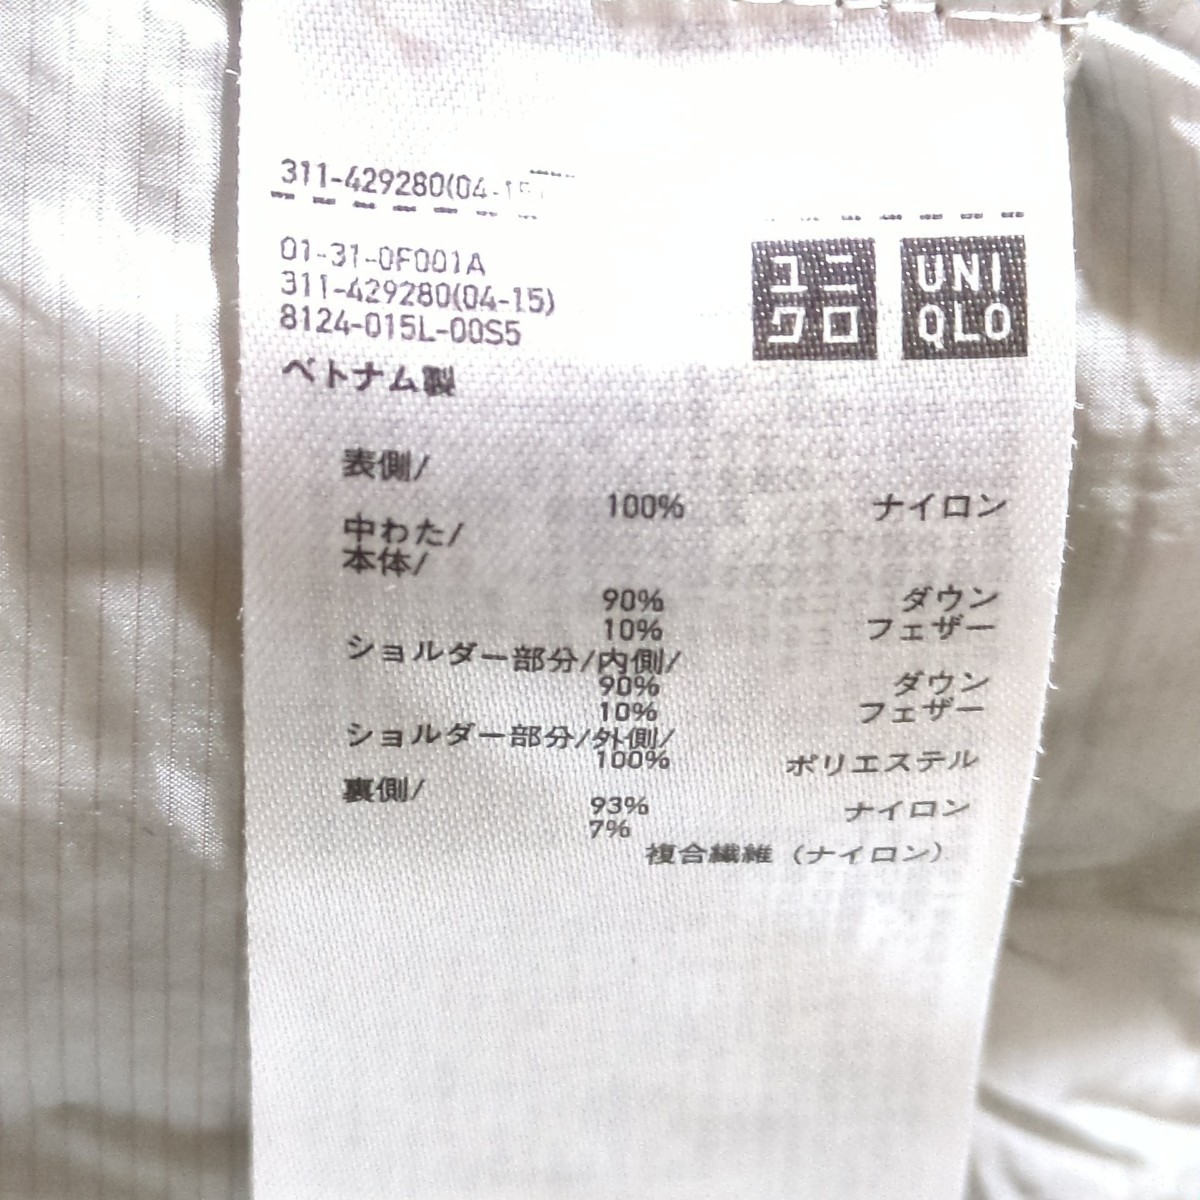 311-429280(04-15)
01-31-0F001A
311-429280(04-15)
8124-015L-00S5
ユニクロ
UNIQLO
ベトナム製
表側/
100% ナイロン
中わた/
本体/
90% ダウン
10% フェザー
ショルダー部分/内側/
90% ダウン
10% フェザー
ショルダー部分/外側/
100% ポリエステル
裏側/
93% ナイロン
7%
複合繊維（ナイロン）